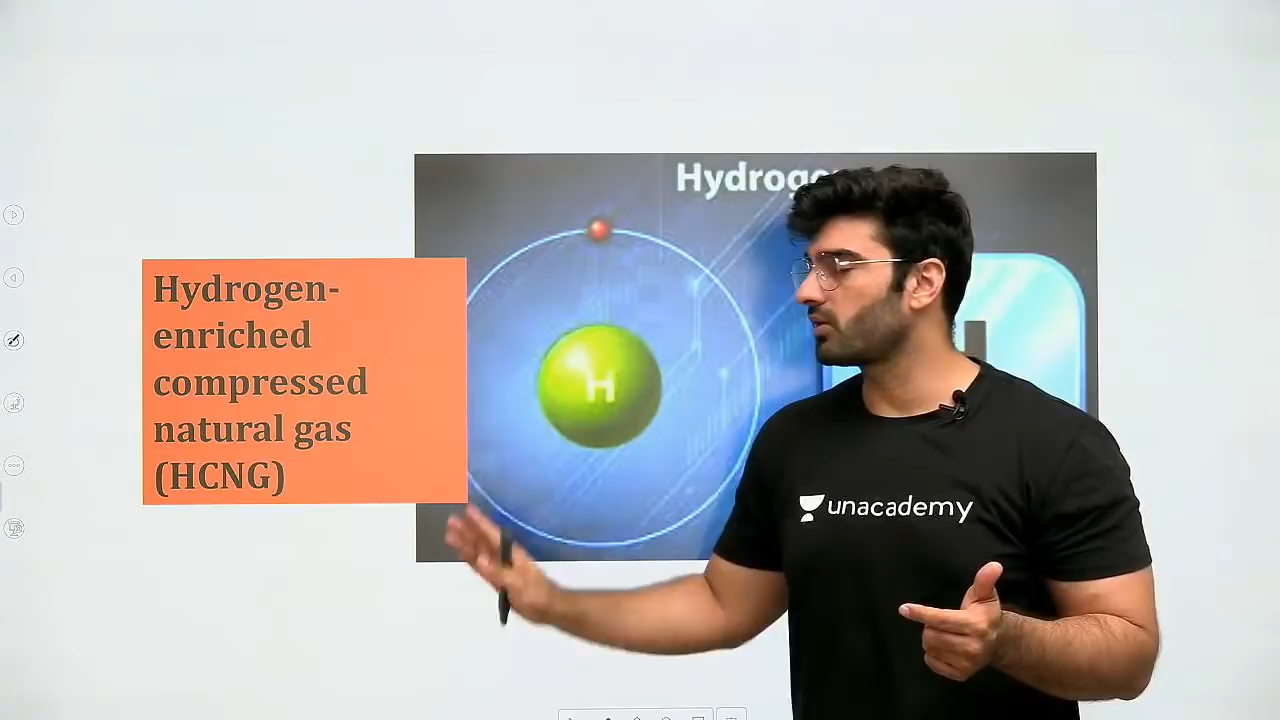 Hydrogen-
enriched
compressed
natural gas
(HCNG)
H
unacademy